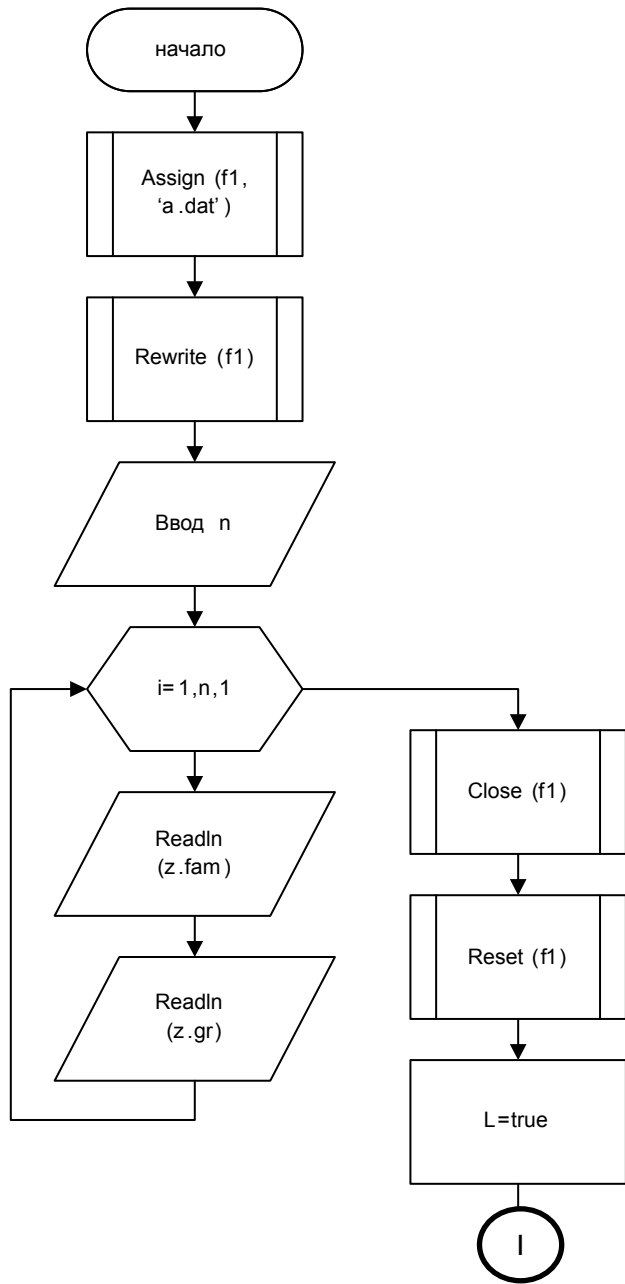 начало
Assign (f1,
‘a.dat’)
Rewrite (f1)
Ввод n
i=1,n,1
Readln
(z.fam)
Readln
(z.gr)
Close (f1)
Reset (f1)
L=true
I